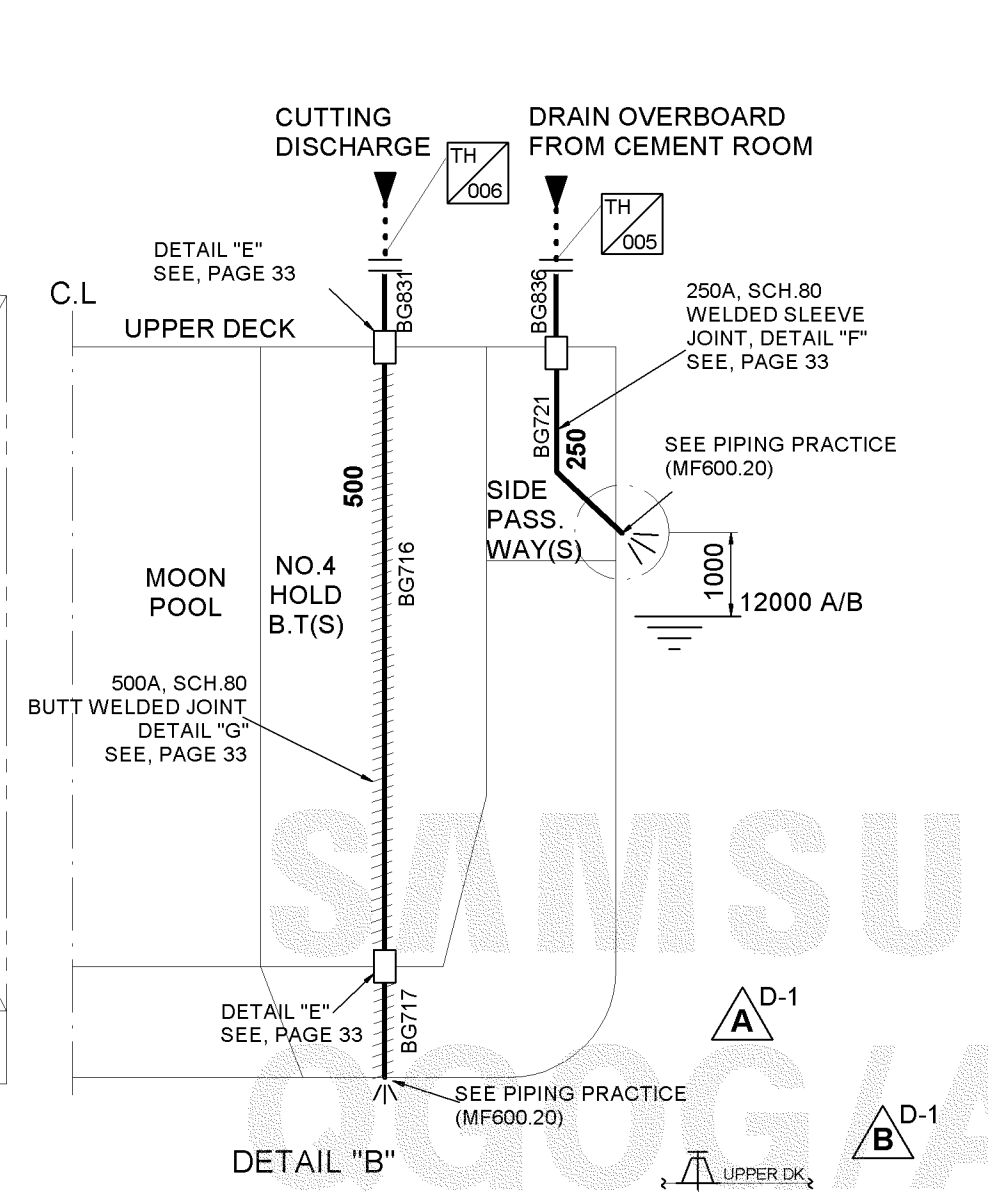 CUTTING
DISCHARGE
DRAIN OVERBOARD
FROM CEMENT ROOM
TH
006
TH
005
DETAIL "E"
SEE, PAGE 33
C.L
UPPER DECK
BG831
BG836
250A, SCH.80
WELDED SLEEVE
JOINT, DETAIL "F"
SEE, PAGE 33
BG721
250
SEE PIPING PRACTICE
(MF600.20)
500
SIDE
PASS.
WAY(S)
MOON
POOL
NO.4
HOLD
B.T(S)
BG716
1000
12000 A/B
500A, SCH.80
BUTT WELDED JOINT
DETAIL "G"
SEE, PAGE 33
SAMSU
DETAIL "E"
SEE, PAGE 33
BG717
A
D-1
QGOG/A
SEE PIPING PRACTICE
(MF600.20)
B
D-1
DETAIL "B"
UPPER DK